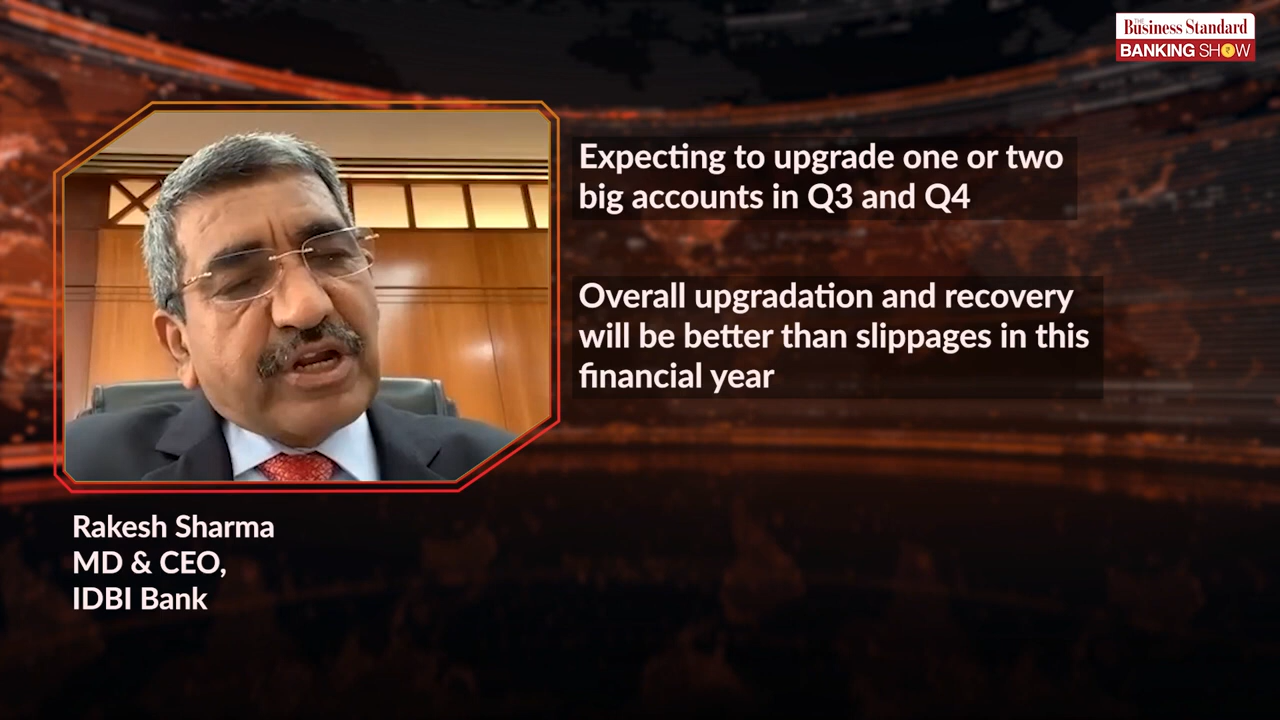 THE
Business Standard
BANKING SHOW
Expecting to upgrade one or two
big accounts in Q3 and Q4
Overall upgradation and recovery
will be better than slippages in this
financial year
Rakesh Sharma
MD & CEO,
IDBI Bank